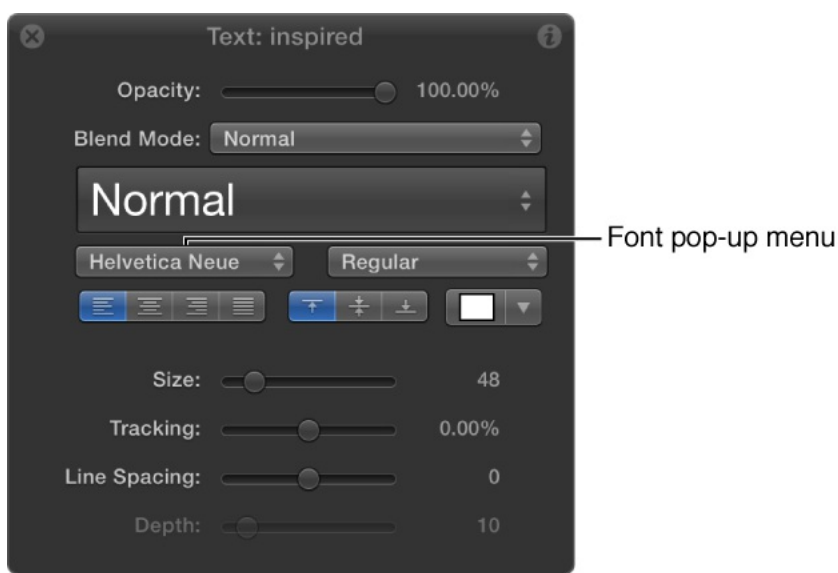 Text: inspired
Opacity: 100.00%
Blend Mode: Normal
Normal
Font pop-up menu
Helvetica Neue Regular
Size: 48
Tracking: 0.00%
Line Spacing: 0
Depth: 10